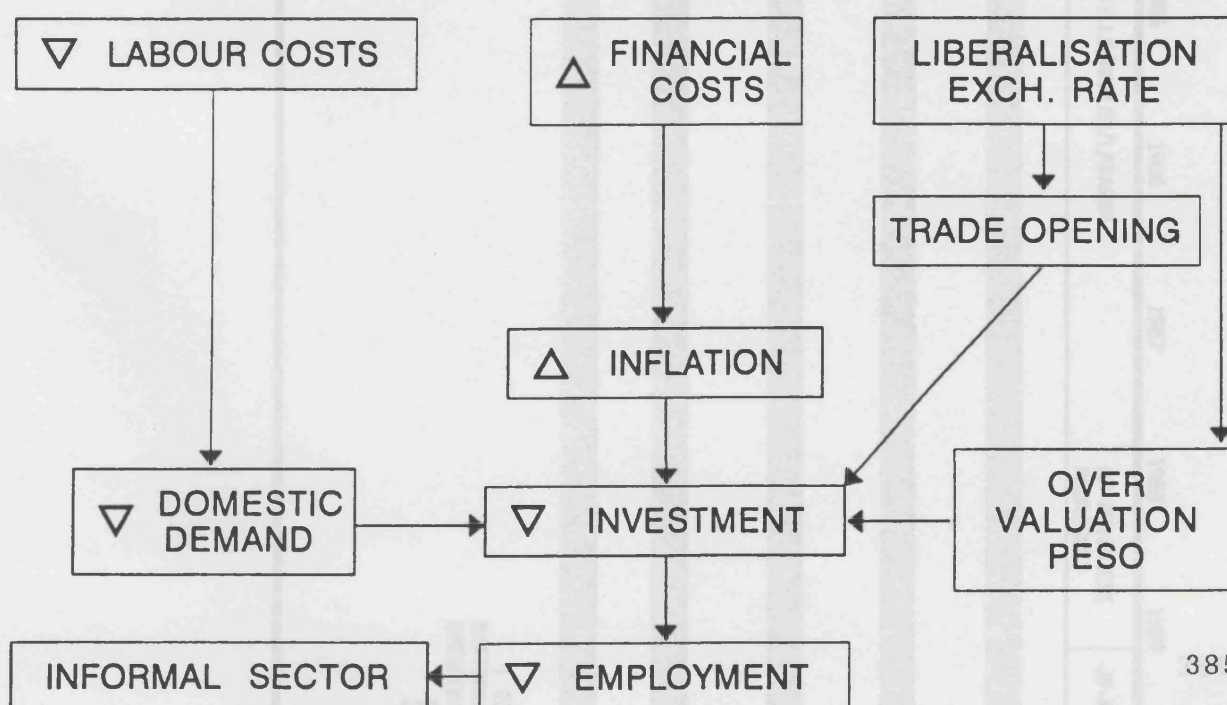 ▽ LABOUR COSTS
△ FINANCIAL
COSTS
LIBERALISATION
EXCH. RATE
TRADE OPENING
△ INFLATION
▽ DOMESTIC
DEMAND
▽ INVESTMENT
OVER
VALUATION
PESO
INFORMAL SECTOR
▽ EMPLOYMENT
385
1987